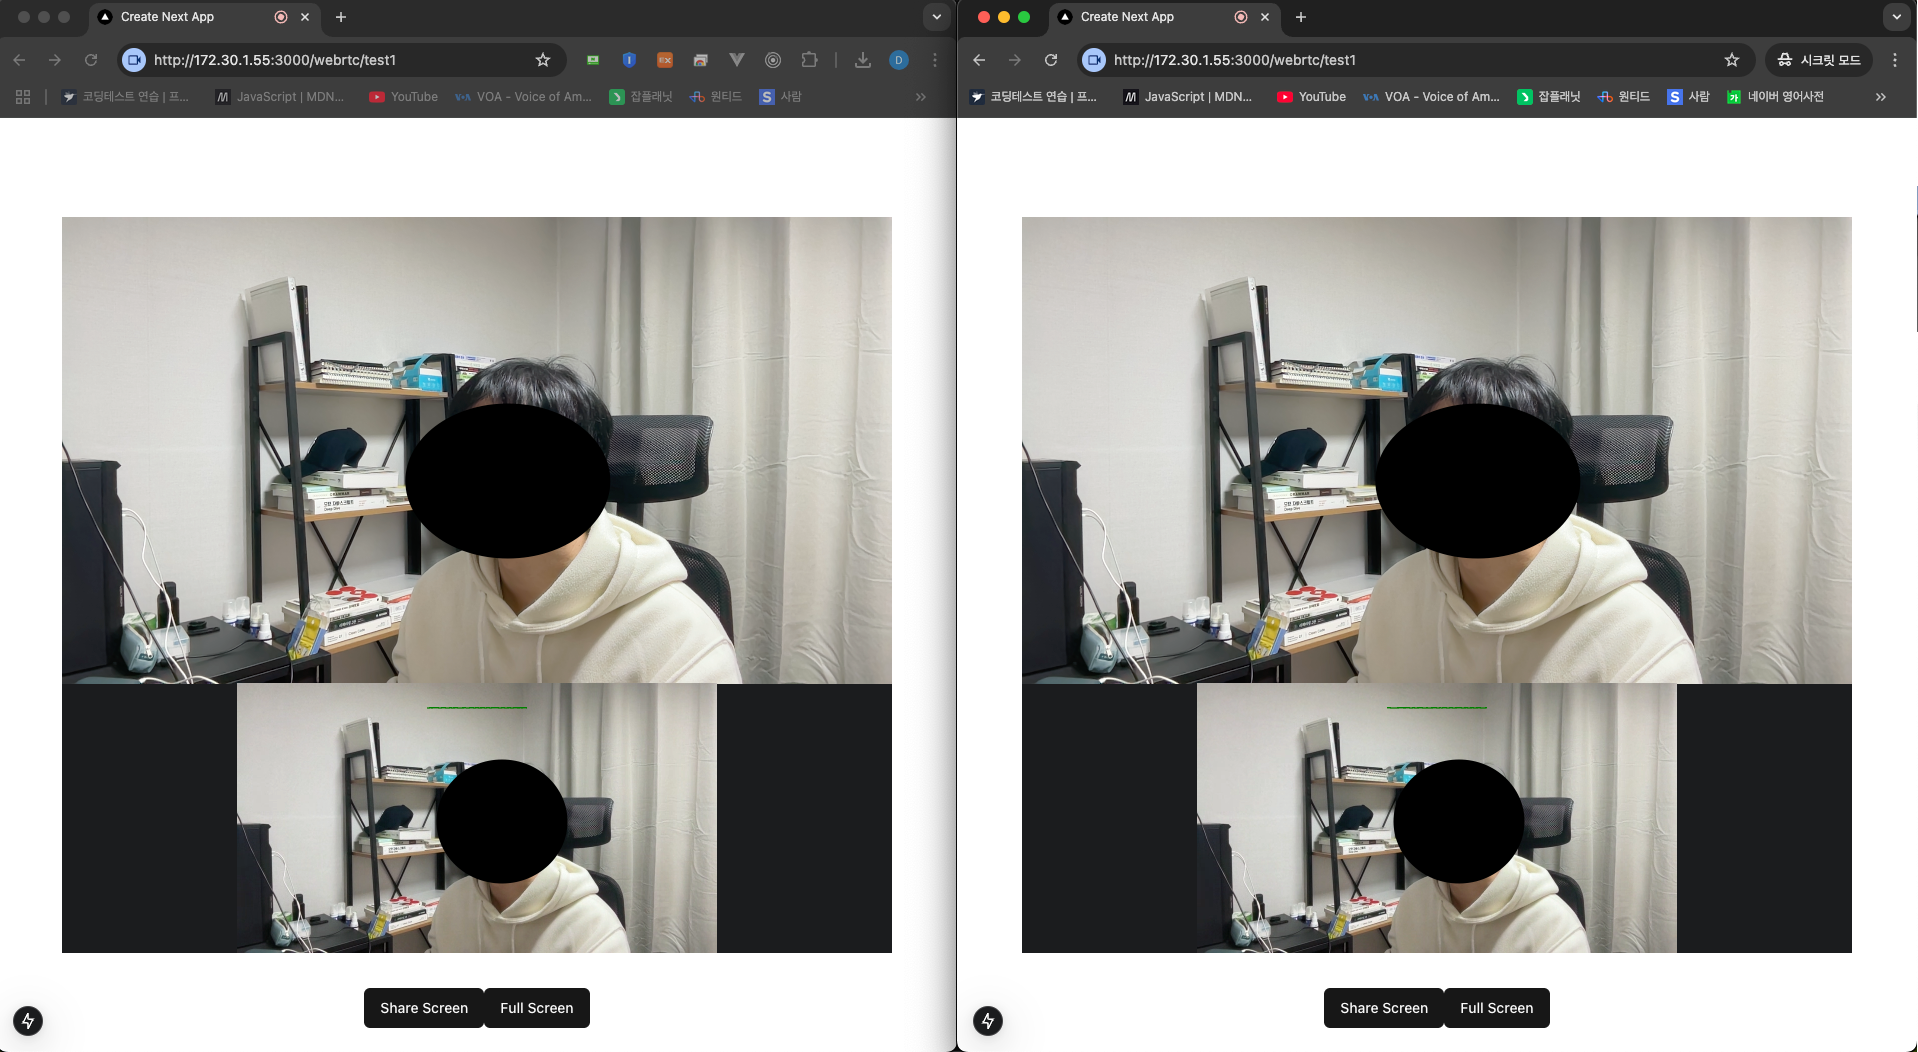 Create Next App
http://172.30.1.55:3000/webrtc/test1
D
코딩테스트 연습 | 프...
JavaScript | MDN...
YouTube
VOA - Voice of Am...
잡플래닛
원티드
S 사람
Share Screen
Full Screen
Create Next App
http://172.30.1.55:3000/webrtc/test1
시크릿 모드
코딩테스트 연습 | 프...
JavaScript | MDN...
YouTube
VOA - Voice of Am...
잡플래닛
원티드
S 사람
네이버 영어사전
Share Screen
Full Screen